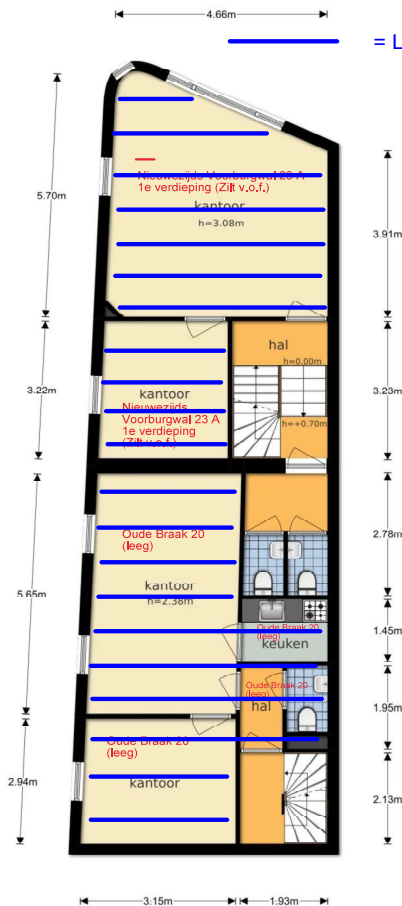 4.66m
= L
5.70m
Nieuwezijds Voorburgwal 23 A
1e verdieping (Zilt v.o.f.)
kantoor
h=3.08m
3.91m
hal
h=0.00m
3.22m
kantoor
3.23m
Nieuwezijds
Voorburgwal 23 A
1e verdieping
(Zilt v.o.f.)
h=+0.70m
2.78m
Oude Braak 20
(leeg)
kantoor
h=2.38m
5.65m
1.45m
Oude Braak 20
(leeg)
keuken
Oude Braak 20
(leeg)
hal
1.95m
Oude Braak 20
(leeg)
kantoor
2.94m
2.13m
3.15m
1.93m